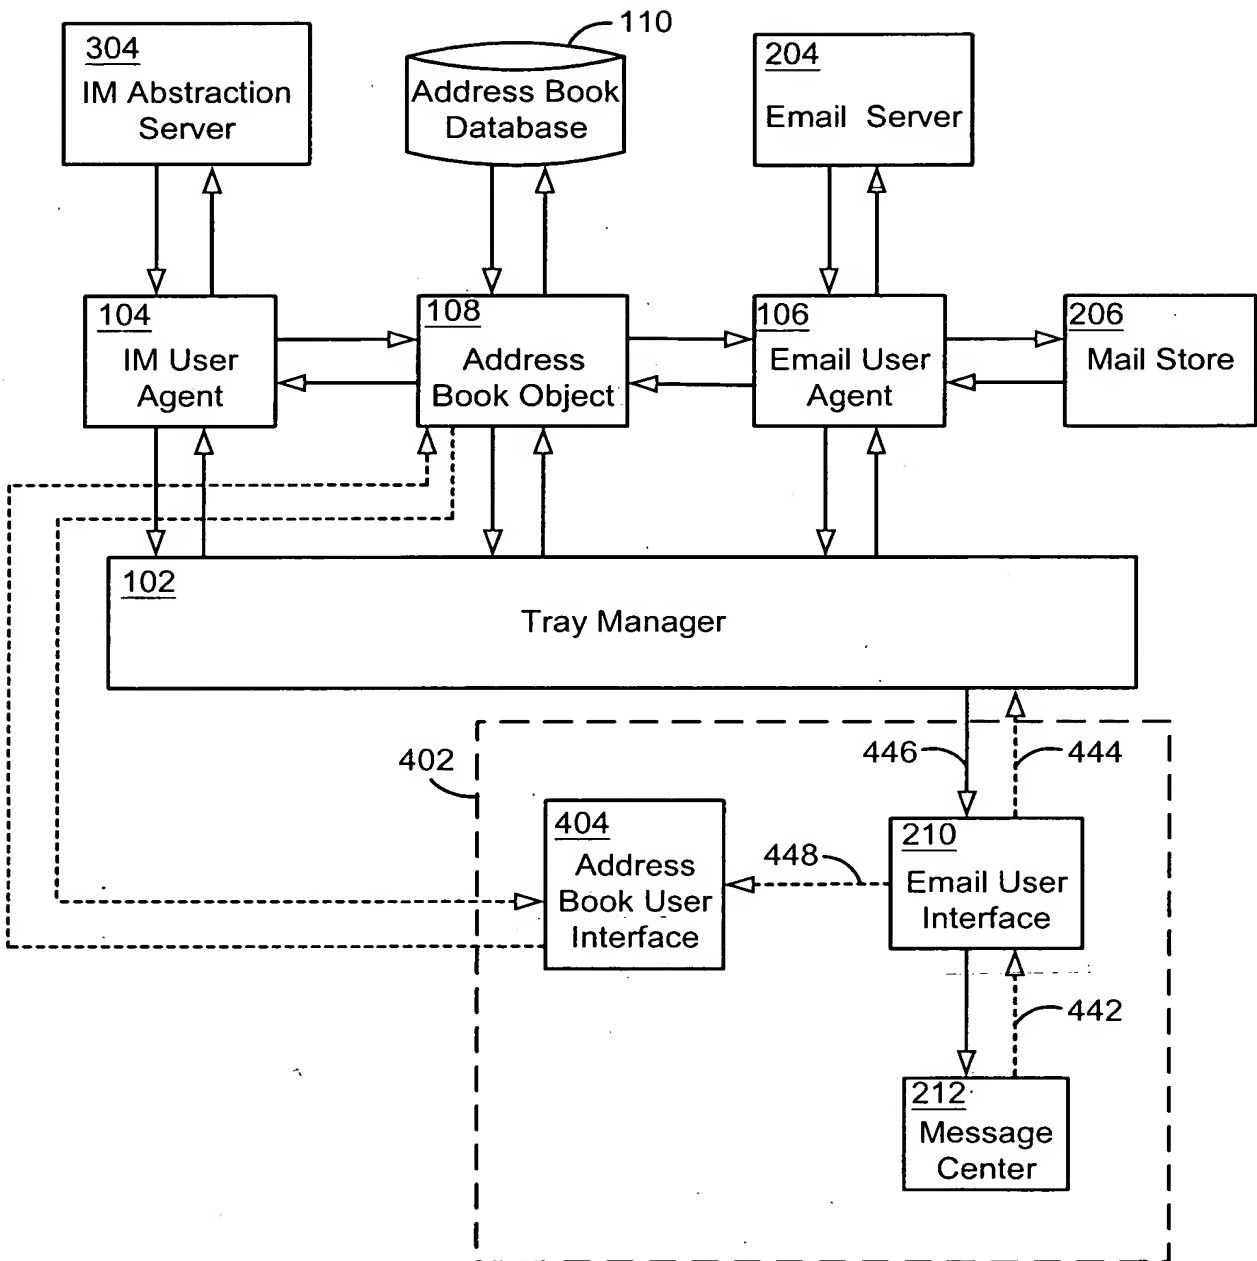 110
304
IM Abstraction
Server
Address Book
Database
204
Email Server
104
IM User
Agent
108
Address
Book Object
106
Email User
Agent
206
Mail Store
102
Tray Manager
402
446
444
404
Address
Book User
Interface
448
210
Email User
Interface
442
212
Message
Center